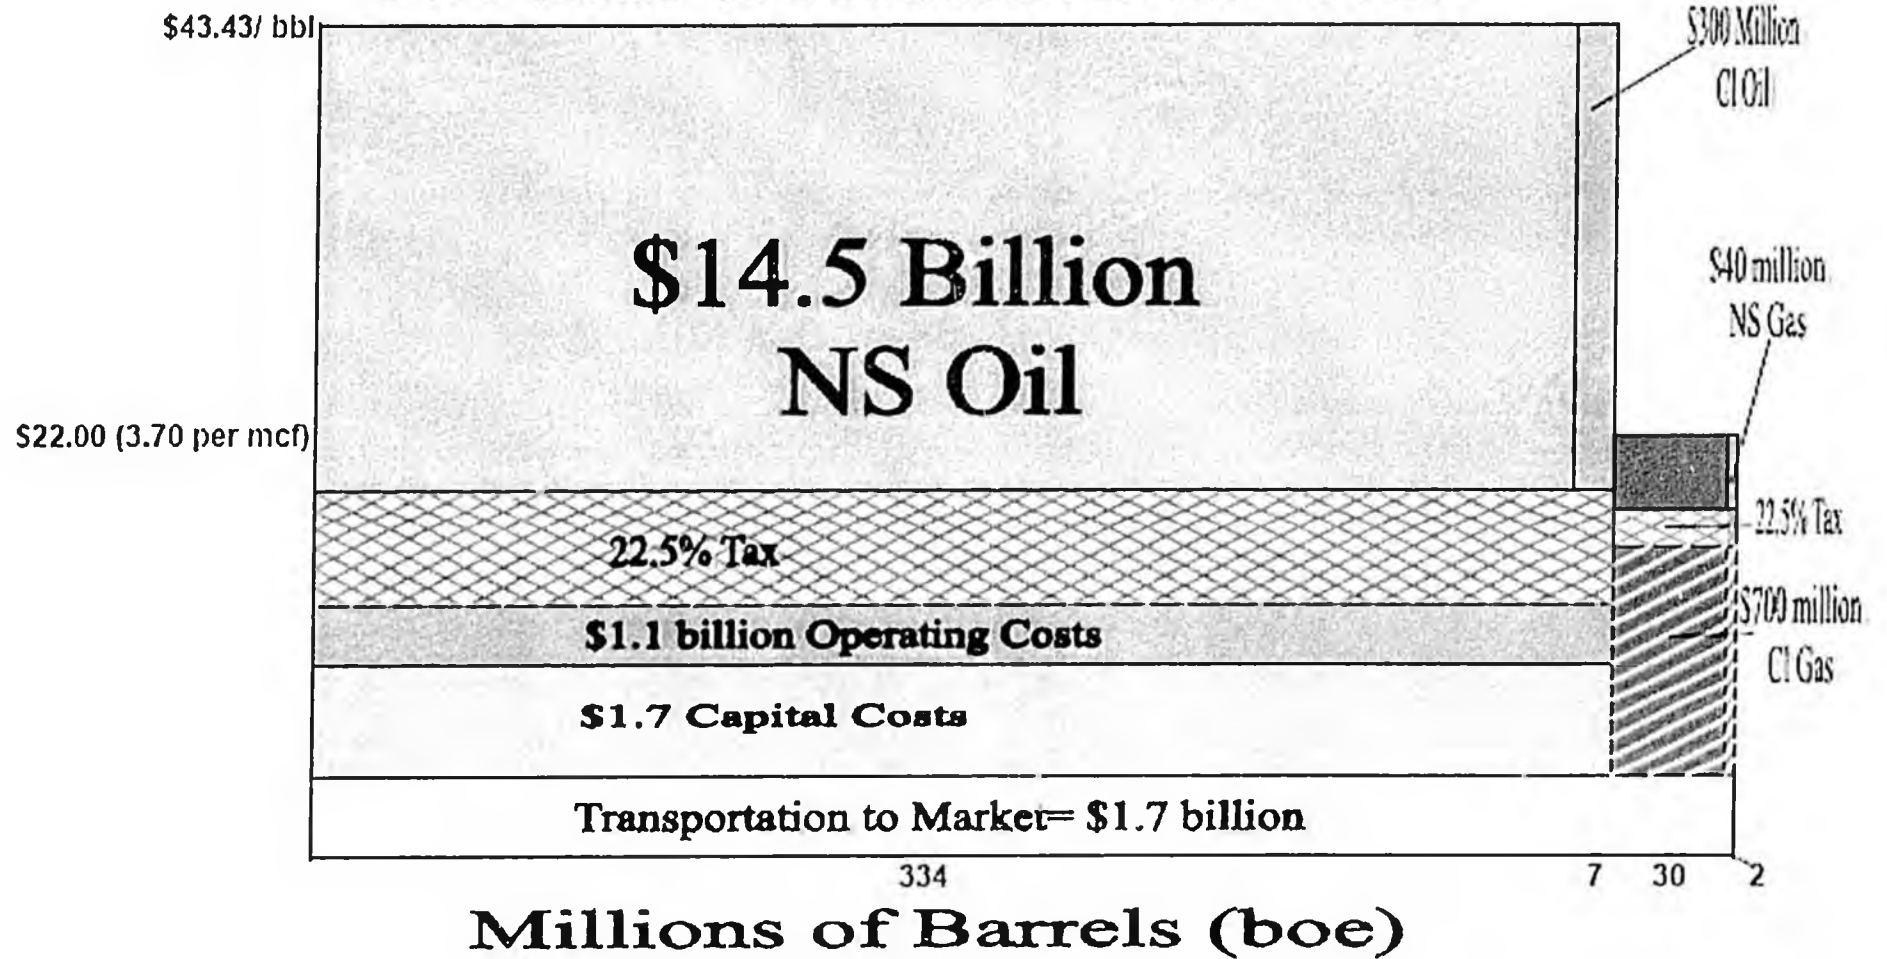 $43.43/ bbl
$300 Million
CI Oil
$14.5 Billion
NS Oil
$40 million
NS Gas
$22.00 (3.70 per mcf)
22.5% Tax
22.5% Tax
$1.1 billion Operating Costs
$700 million
CI Gas
$1.7 Capital Costs
Transportation to Market= $1.7 billion
334
7
30
2
Millions of Barrels (boe)